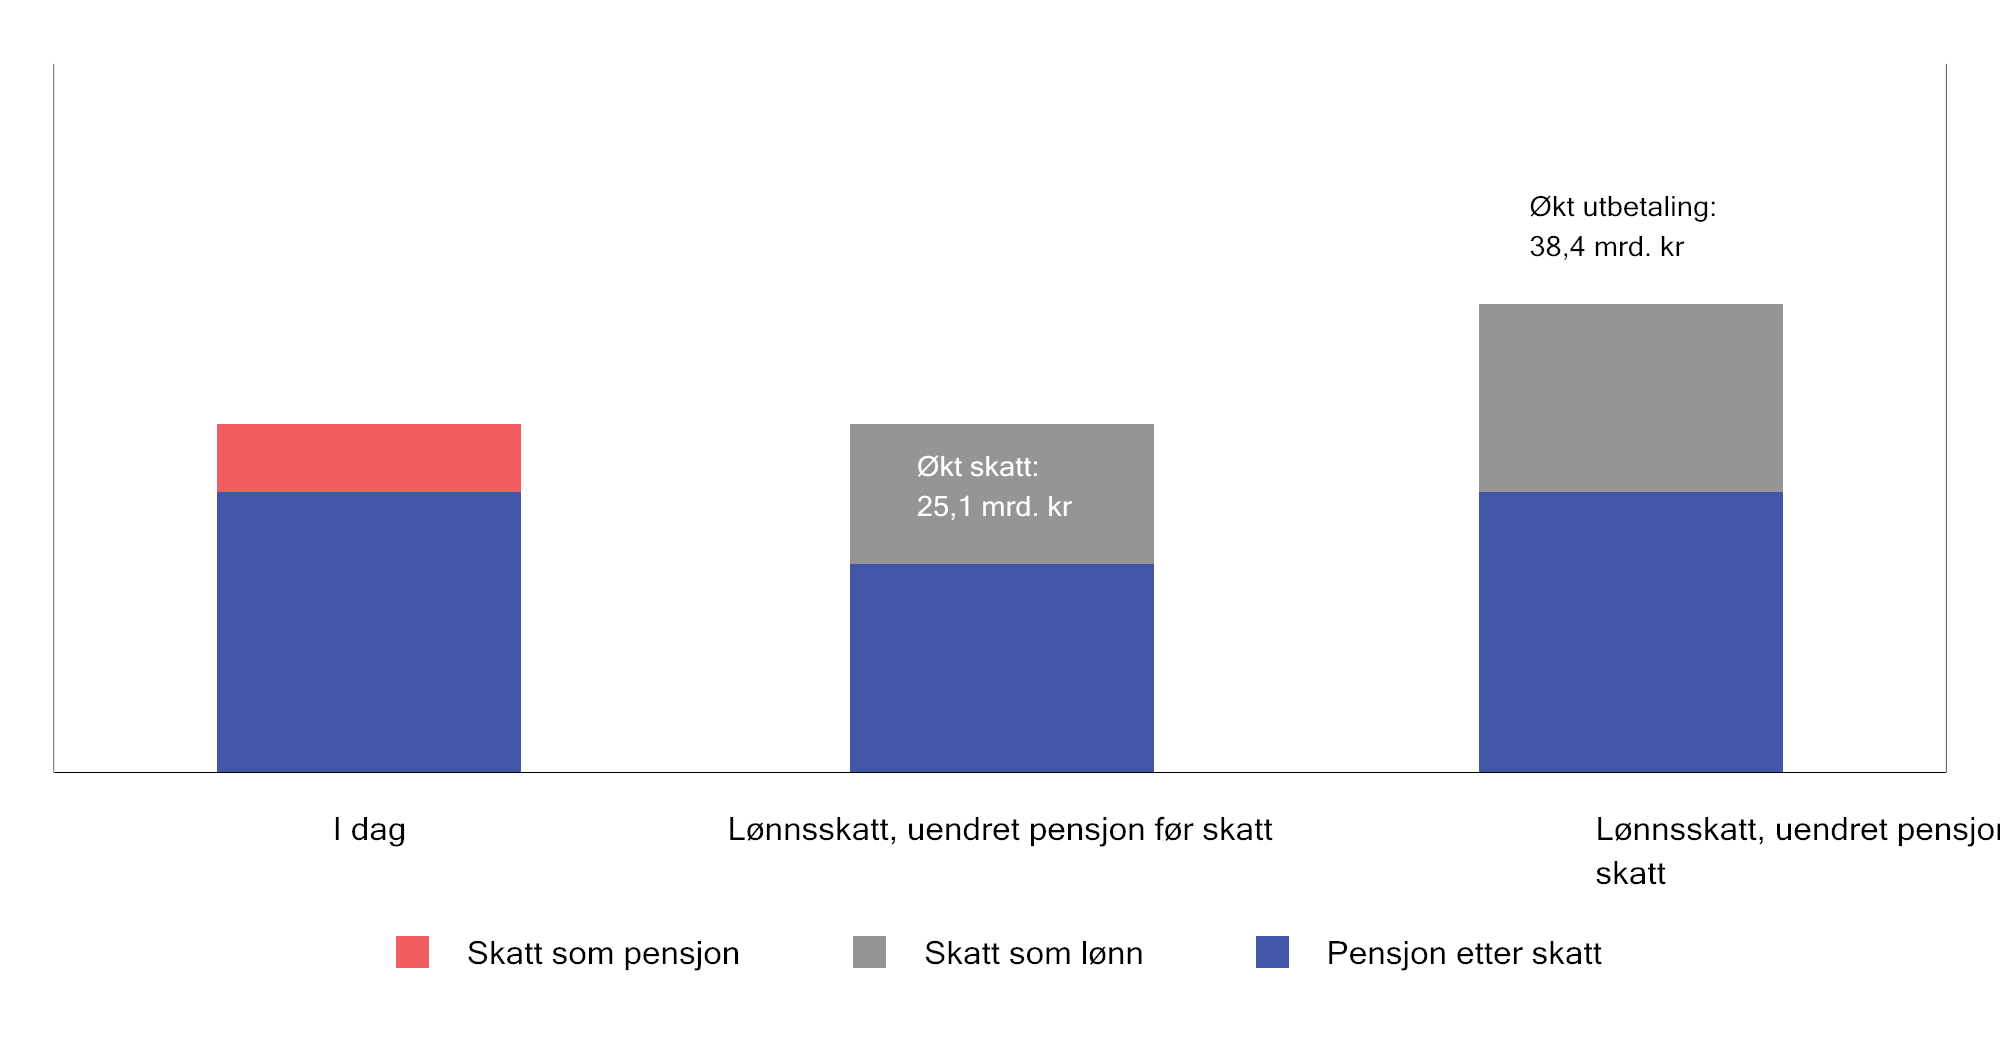 Økt utbetaling:
38,4 mrd. kr
Økt skatt:
25,1 mrd. kr
I dag
Lønnsskatt, uendret pensjon før skatt
Lønnsskatt, uendret
skatt
Skatt som pensjon
Skatt som lønn
Pensjon etter skatt